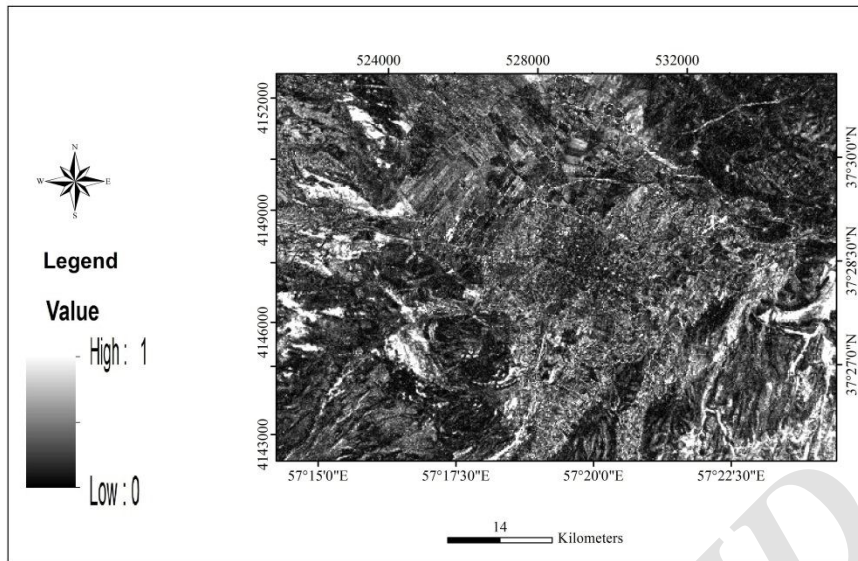 524000 528000 532000
4152000
4149000
4146000
4143000
37°30'0"N
37°28'30"N
37°27'0"N
57°15'0"E 57°17'30"E 57°20'0"E 57°22'30"E
N
W E
S
Legend
Value
High : 1
Low : 0
14
Kilometers